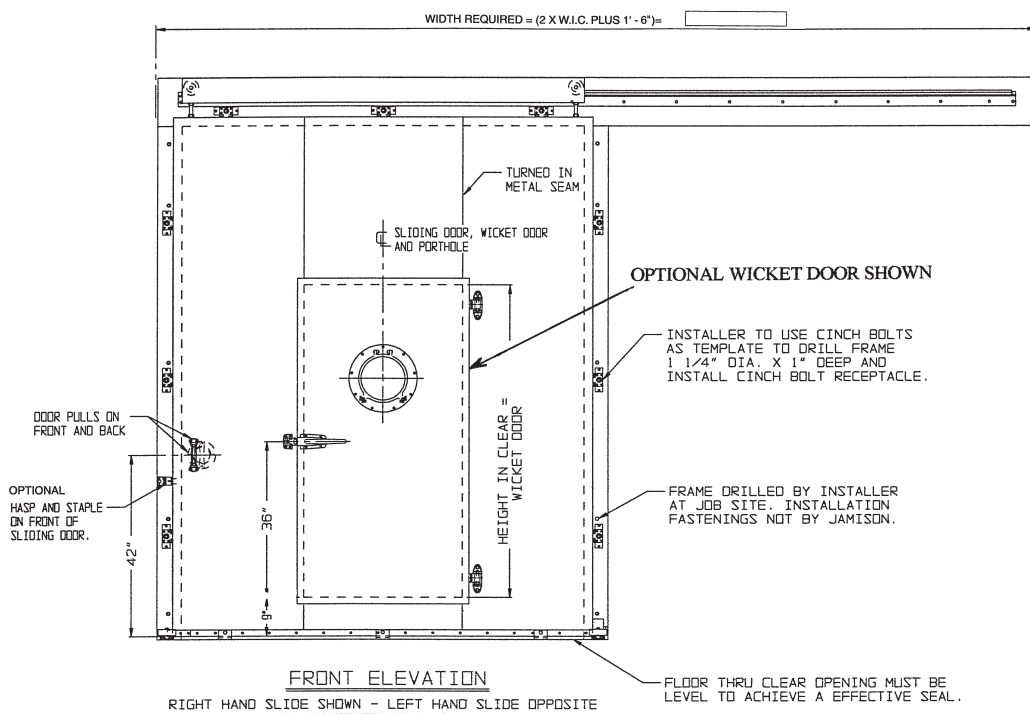 WIDTH REQUIRED = (2 X W.I.C. PLUS 1' - 6")=
TURNED IN
METAL SEAM
SLIDING DOOR, WICKET DOOR
AND PORTHOLE
OPTIONAL WICKET DOOR SHOWN
INSTALLER TO USE CINCH BOLTS
AS TEMPLATE TO DRILL FRAME
1 1/4" DIA. X 1" DEEP AND
INSTALL CINCH BOLT RECEPTACLE.
DOOR PULLS ON
FRONT AND BACK
HEIGHT IN CLEAR =
WICKET DOOR
OPTIONAL
HASP AND STAPLE
ON FRONT OF
SLIDING DOOR.
42"
36"
9"
FRAME DRILLED BY INSTALLER
AT JOB SITE. INSTALLATION
FASTENINGS NOT BY JAMISON.
FLOOR THRU CLEAR OPENING MUST BE
LEVEL TO ACHIEVE A EFFECTIVE SEAL.
FRONT ELEVATION
RIGHT HAND SLIDE SHOWN - LEFT HAND SLIDE OPPOSITE